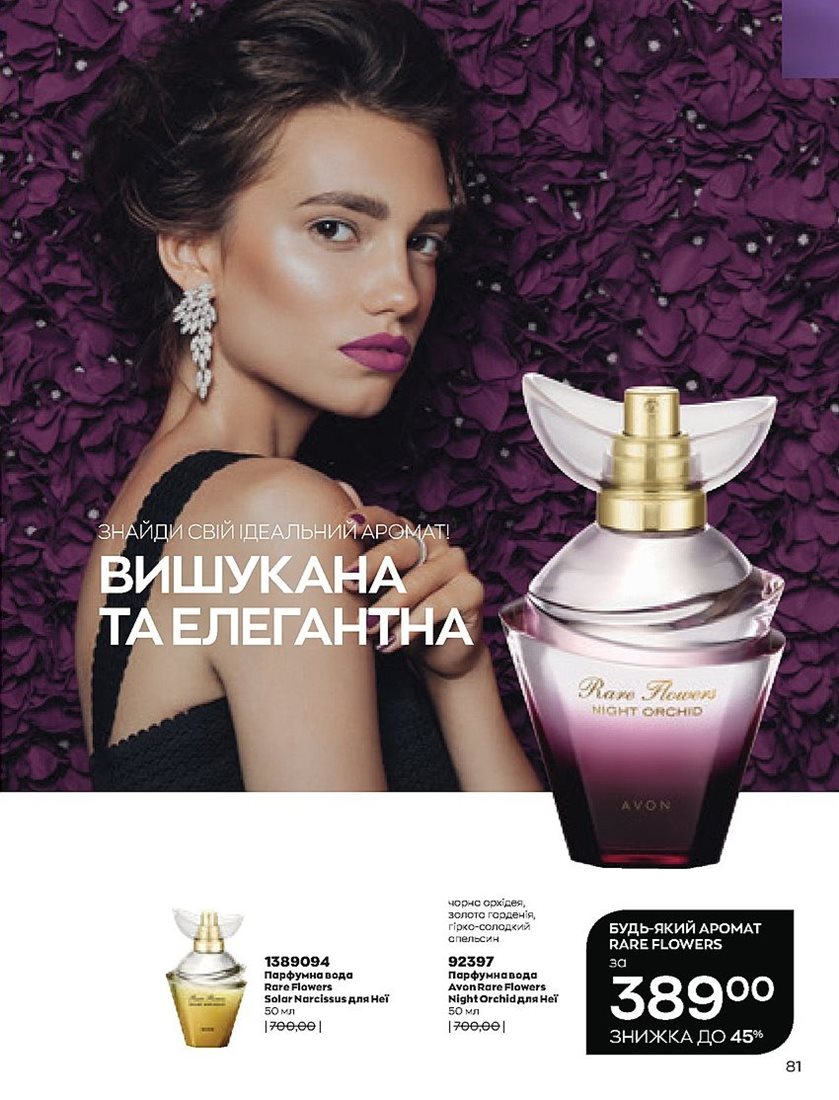 ЗНАЙДИ СВІЙ ІДЕАЛЬНИЙ АРОМАТ!
ВИШУКАНА
ТА ЕЛЕГАНТНА
Rare Flowers
NIGHT ORCHID
AVON
1389094
Парфумна вода
Rare Flowers
Solar Narcissus для Неї
50 мл
|700,00|
чорна орхідея,
золота гарденія,
гірко-солодкий
апельсин
92397
Парфумна вода
Avon Rare Flowers
Night Orchid для Неї
50 мл
|700,00|
БУДЬ-ЯКИЙ АРОМАТ
RARE FLOWERS
за
389⁰⁰
ЗНИЖКА ДО 45%
81